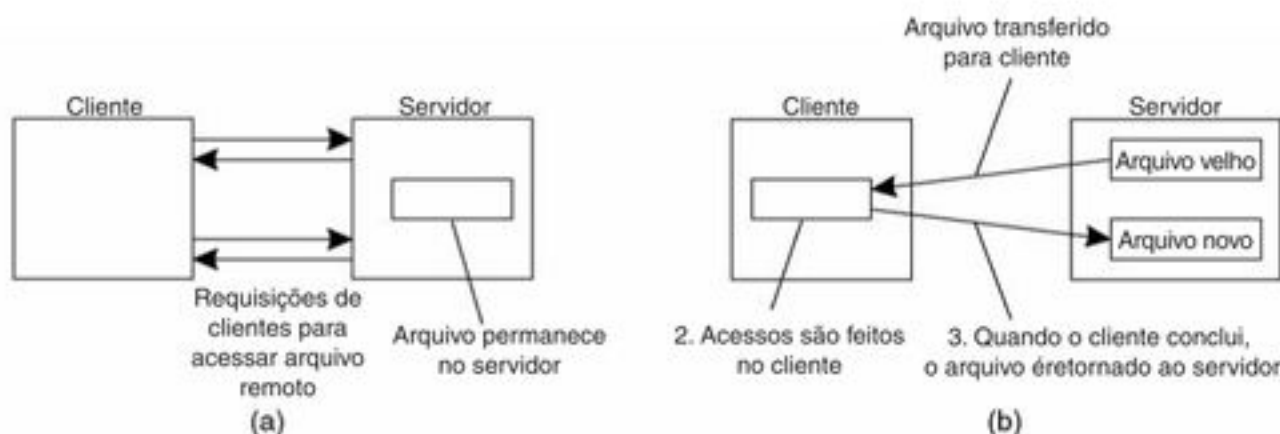 Cliente
Servidor
Requisições de
clientes para
acessar arquivo
remoto
Arquivo permanece
no servidor
(a)
Arquivo transferido
para cliente
Cliente
Servidor
Arquivo velho
Arquivo novo
2. Acessos são feitos
no cliente
3. Quando o cliente conclui,
o arquivo éretornado ao servidor
(b)